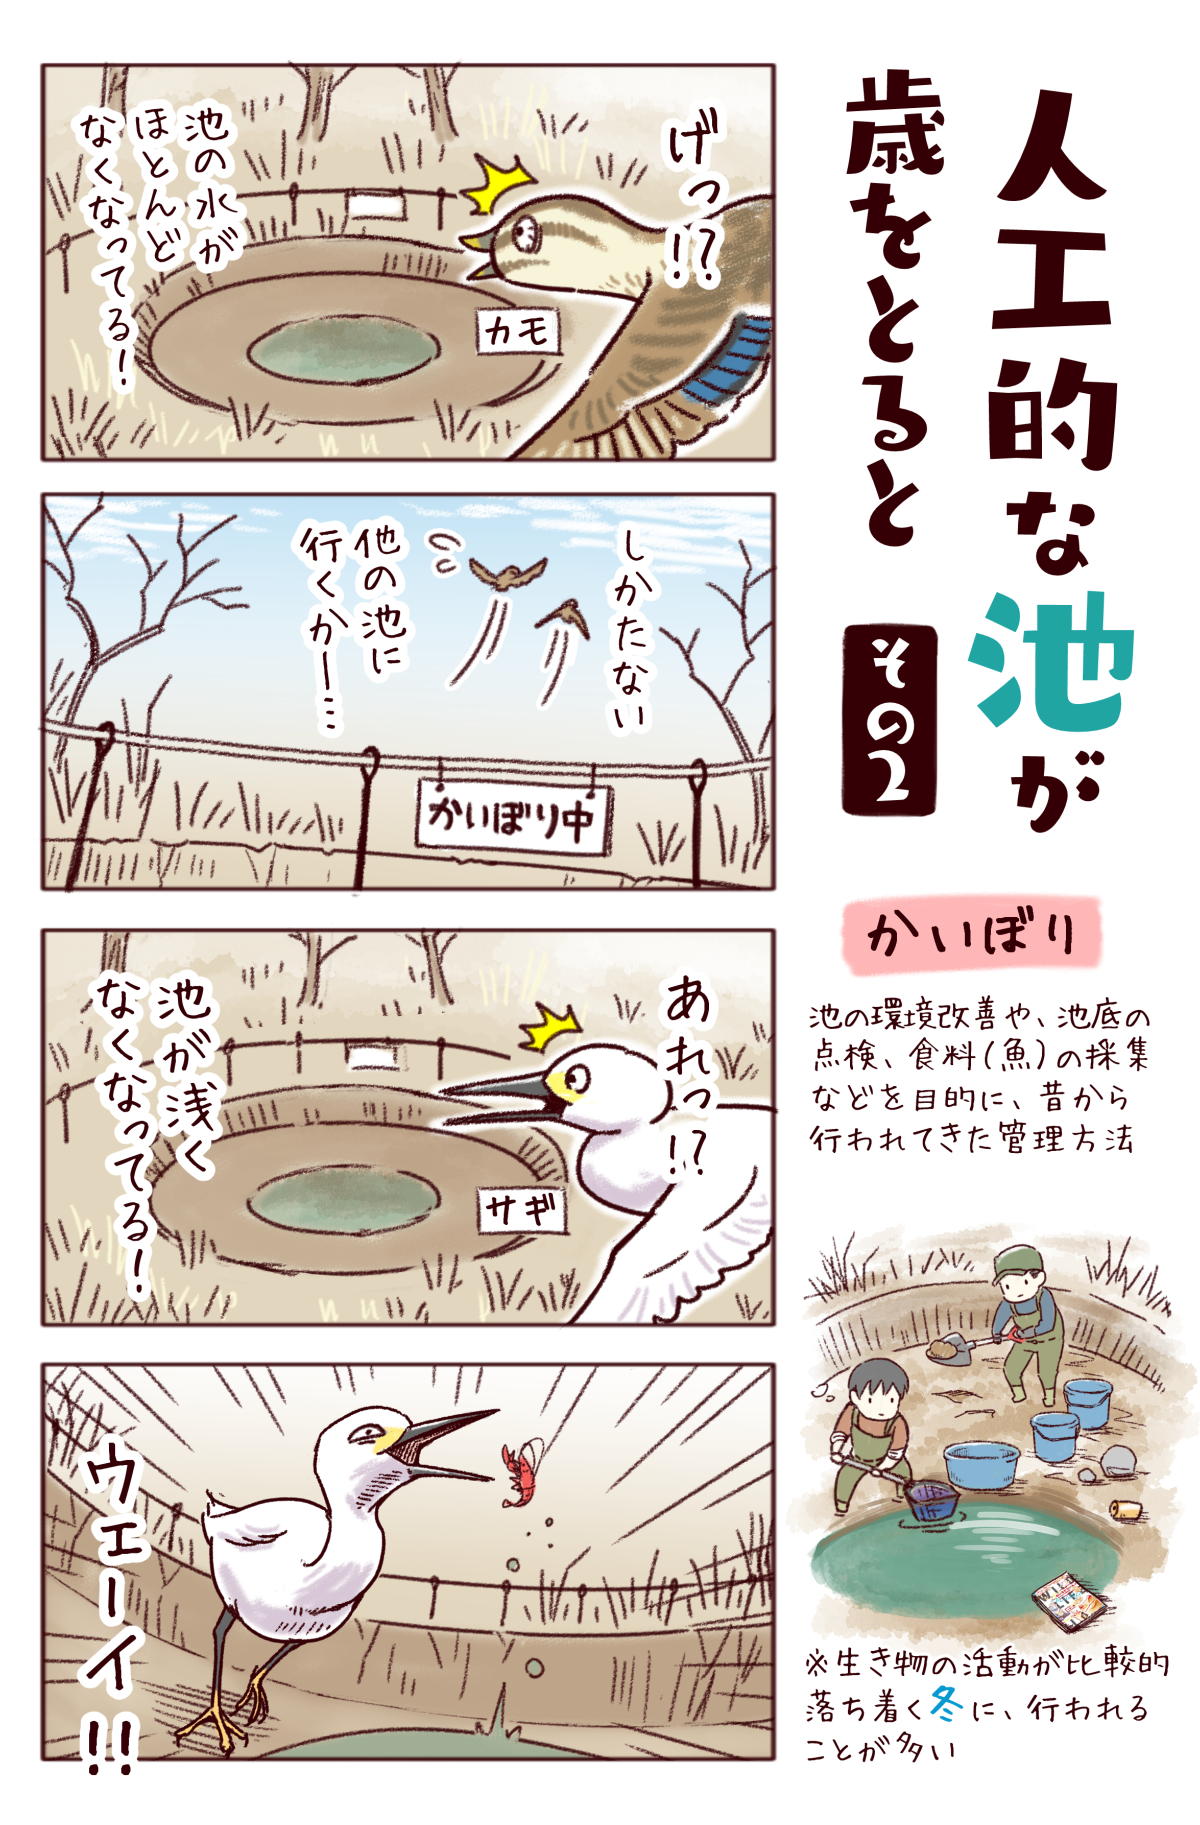 人工的な池が
歳をとると
その2
げっ!?
池の水が
ほとんど
なくなってる!
カモ
しかたない
他の池に
行くかー…
かいぼり中
あれっ!?
池が浅く
なくなってる!
サギ
ウェーイ!!
かいぼり
池の環境改善や、池底の
点検、食料(魚)の採集
などを目的に、昔から
行われてきた管理方法
※生き物の活動が比較的
落ち着く冬に、行われる
ことが多い